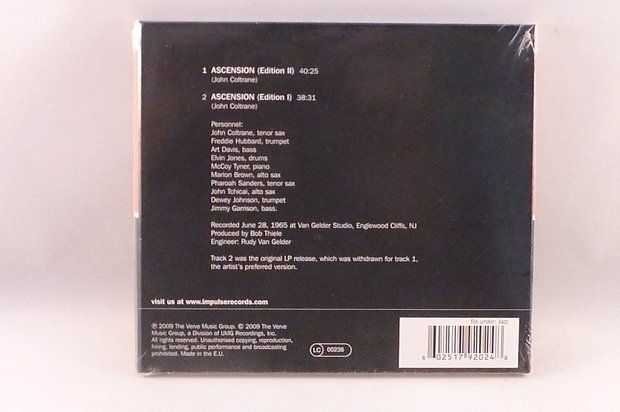 1 ASCENSION (Edition II) 40:25
(John Coltrane)
2 ASCENSION (Edition I) 38:31
(John Coltrane)
Personnel:
John Coltrane, tenor sax
Freddie Hubbard, trumpet
Art Davis, bass
Elvin Jones, drums
McCoy Tyner, piano
Marion Brown, alto sax
Pharoah Sanders, tenor sax
John Tchicai, alto sax
Dewey Johnson, trumpet
Jimmy Garrison, bass.
Recorded June 28, 1965 at Van Gelder Studio, Englewood Cliffs, NJ
Produced by Bob Thiele
Engineer: Rudy Van Gelder
Track 2 was the original LP release, which was withdrawn for track 1,
the artist's preferred version.
visit us at www.impulserecords.com
℗ 2009 The Verve Music Group. © 2009 The Verve
Music Group, a Division of UMG Recordings, Inc.
All rights reserved. Unauthorised copying, reproduction,
hiring, lending, public performance and broadcasting
prohibited. Made in the E.U.
LC 00236
file under: Jazz
6 02517 92024 8